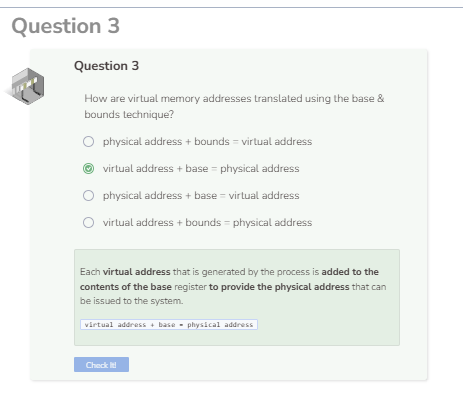 Question 3
Question 3
How are virtual memory addresses translated using the base &
bounds technique?
physical address + bounds = virtual address
virtual address + base = physical address
physical address + base = virtual address
virtual address + bounds = physical address
Each virtual address that is generated by the process is added to the
contents of the base register to provide the physical address that can
be issued to the system.
virtual address + base = physical address
Check It!